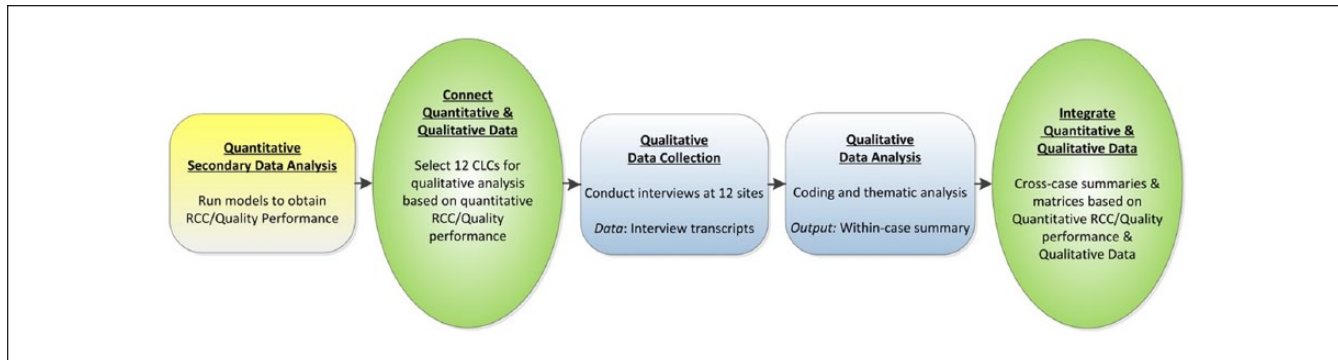 Quantitative
Secondary Data Analysis
Run models to obtain
RCC/Quality Performance
Connect
Quantitative &
Qualitative Data
Select 12 CLCs for
qualitative analysis
based on quantitative
RCC/Quality
performance
Qualitative
Data Collection
Conduct interviews at 12 sites
Data: Interview transcripts
Qualitative
Data Analysis
Coding and thematic analysis
Output: Within-case summary
Integrate
Quantitative &
Qualitative Data
Cross-case summaries &
matrices based on
Quantitative RCC/Quality
performance &
Qualitative Data